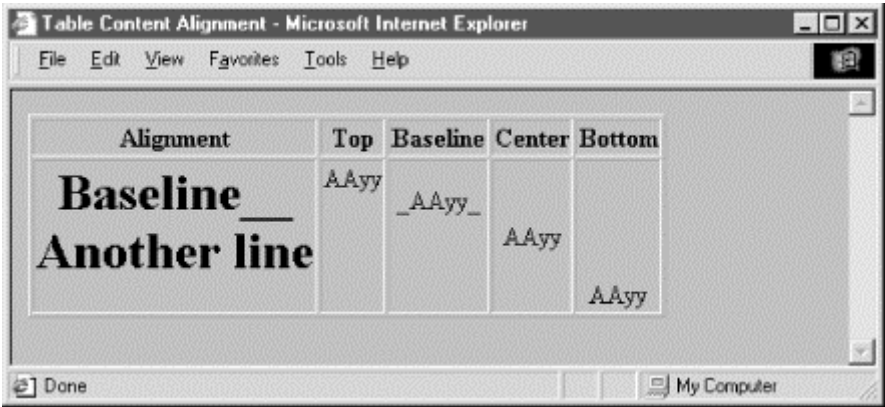 Table Content Alignment - Microsoft Internet Explorer
File Edit View Favorites Tools Help
Alignment Top Baseline Center Bottom
Baseline__ AAyy _AAyy_ AAyy AAyy
Another line
Done My Computer